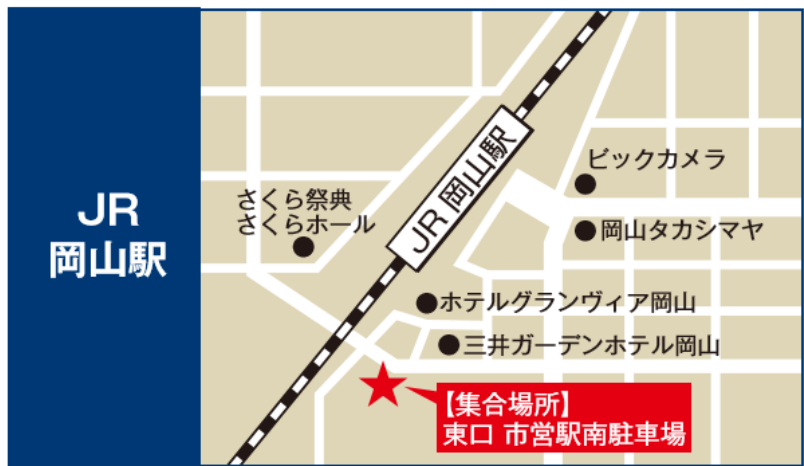 JR
岡山駅
JR 岡山駅
ビックカメラ
さくら祭典
さくらホール
岡山タカシマヤ
ホテルグランヴィア岡山
三井ガーデンホテル岡山
【集合場所】
東口 市営駅南駐車場